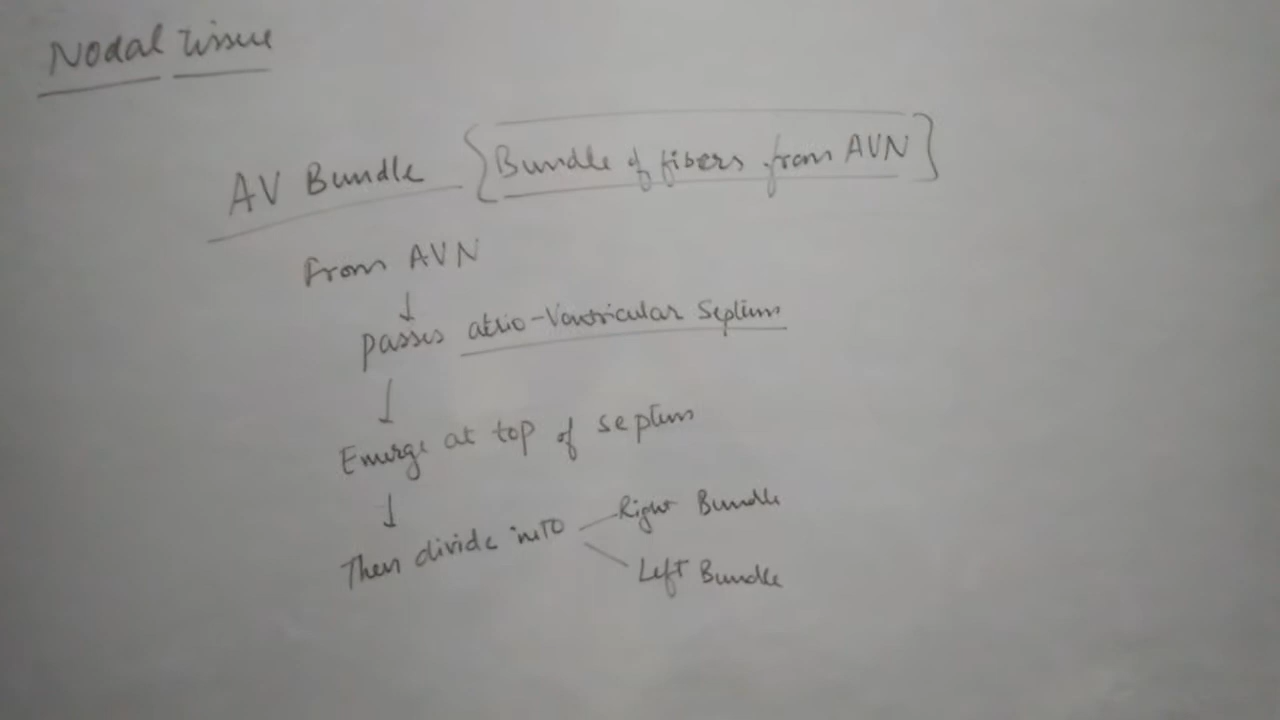 Nodal Tissue
AV Bundle [Bundle of fibers from AVN]
From AVN
↓
passes atrio-Ventricular Septum
↓
Emerge at top of septum
↓
Then divide into Right Bundle
Left Bundle